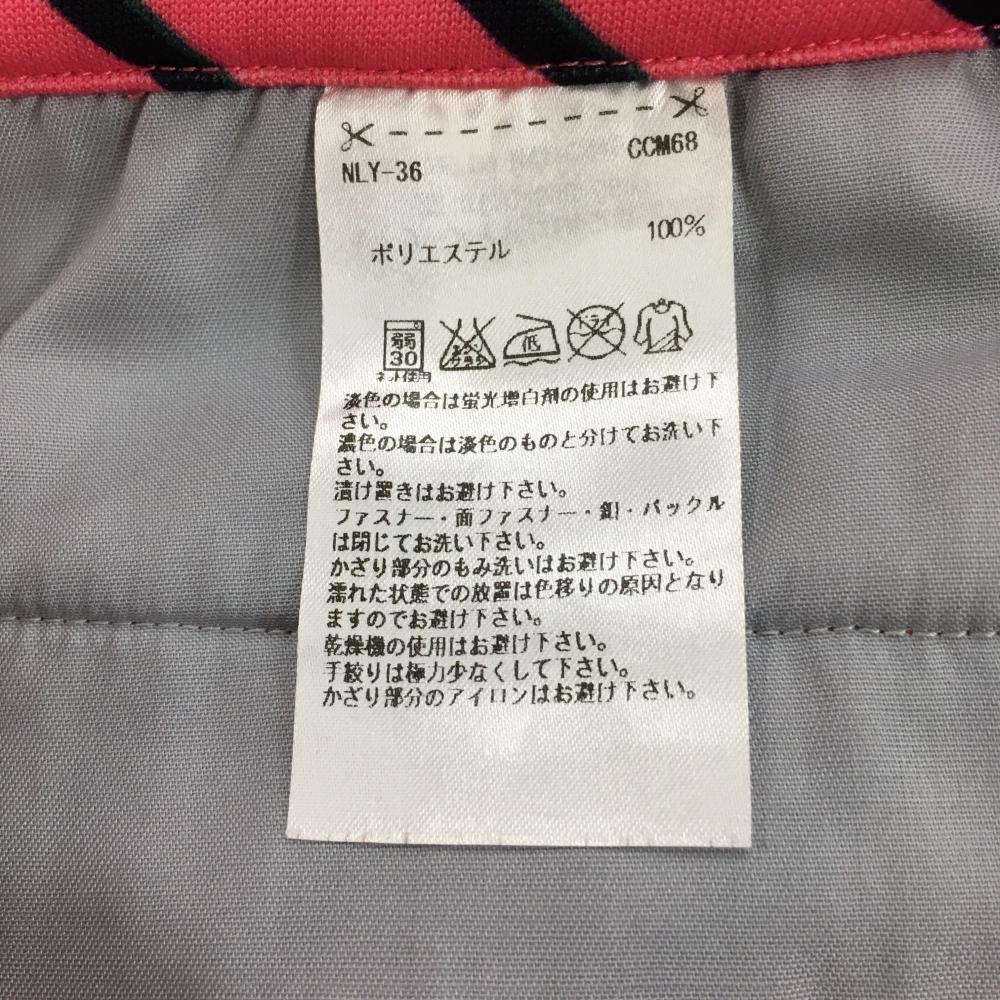 NLY-36 CCM68
ポリエステル 100%
弱
30
ネット使用
エンソ
サラシ
低
ドライ
淡色の場合は蛍光増白剤の使用はお避け下
さい。
濃色の場合は淡色のものと分けてお洗い下
さい。
漬け置きはお避け下さい。
ファスナー・面ファスナー・釦・バックル
は閉じてお洗い下さい。
かざり部分のもみ洗いはお避け下さい。
濡れた状態での放置は色移りの原因となり
ますのでお避け下さい。
乾燥機の使用はお避け下さい。
手絞りは極力少なくして下さい。
かざり部分のアイロンはお避け下さい。